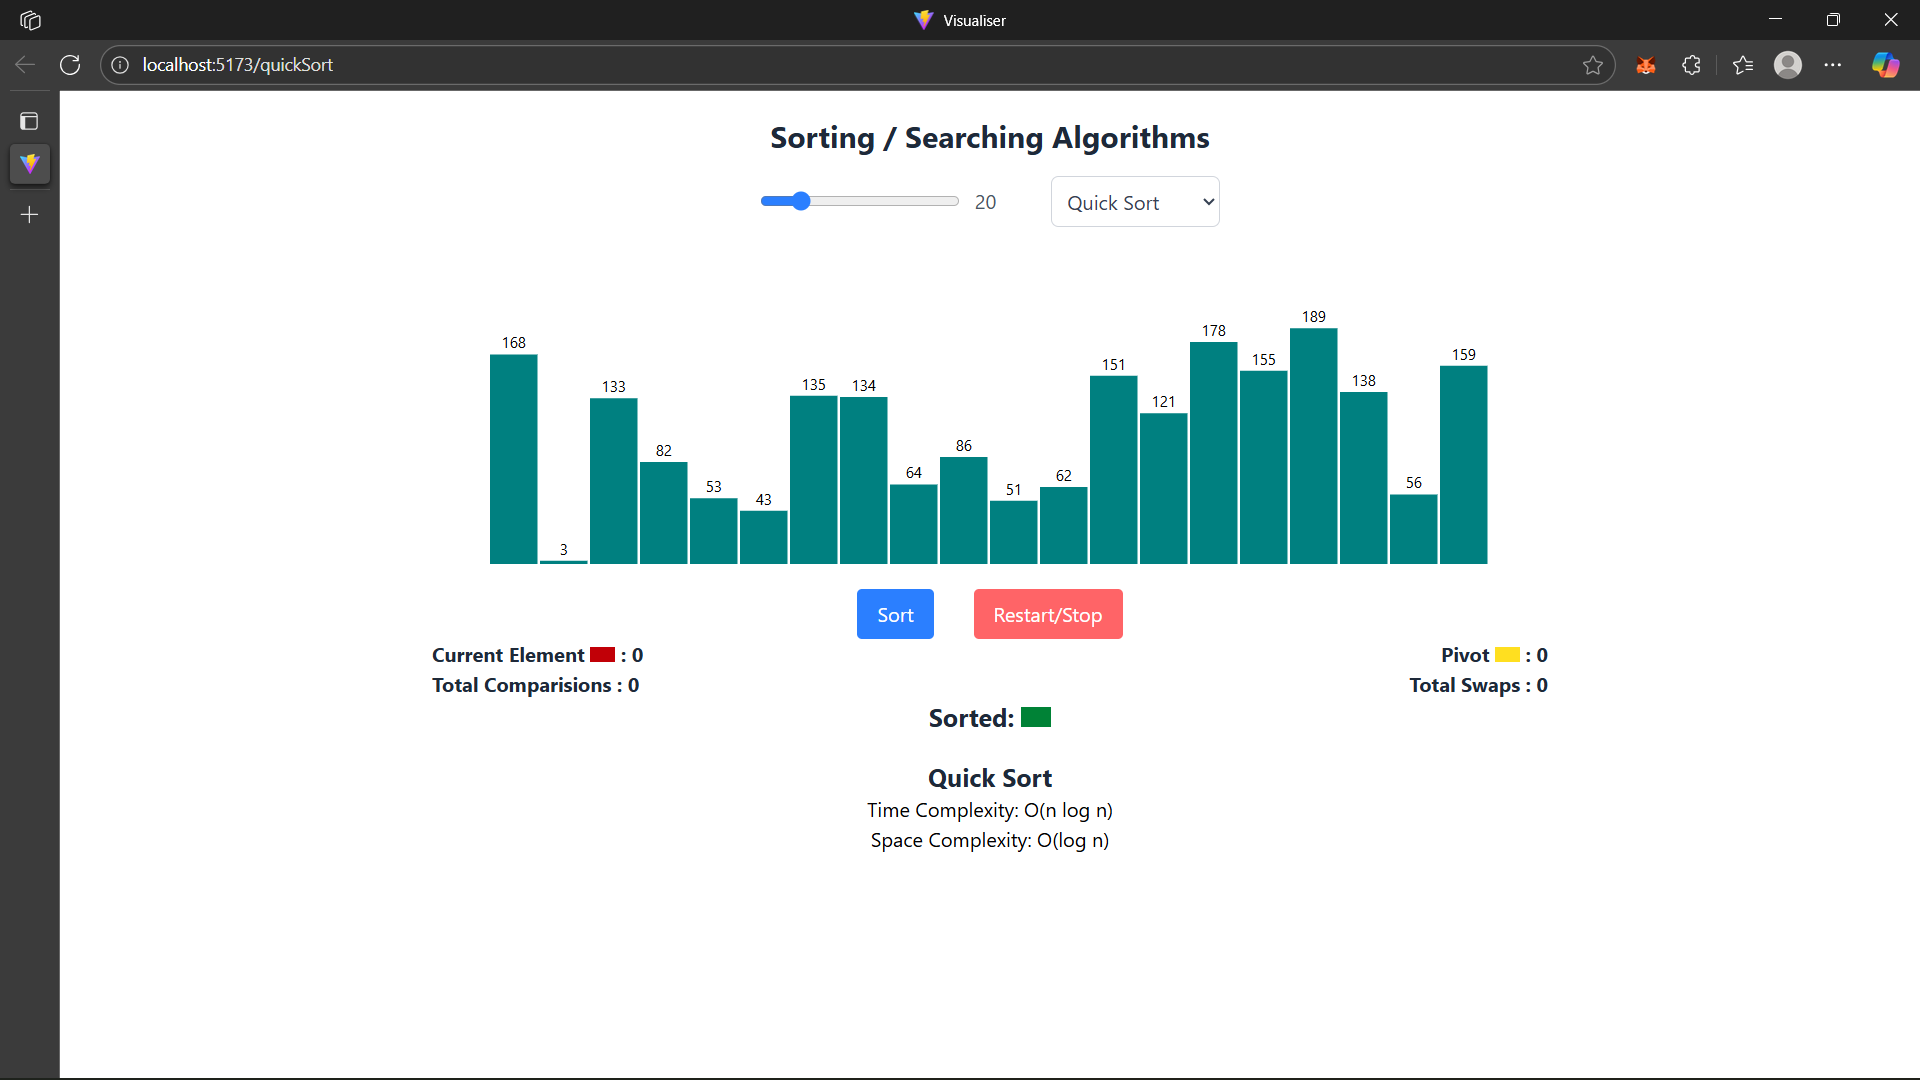 Visualiser
localhost:5173/quickSort
Sorting / Searching Algorithms
20
Quick Sort
168
3
133
82
53
43
135
134
64
86
51
62
151
121
178
155
189
138
56
159
Sort
Restart/Stop
Current Element : 0
Pivot : 0
Total Comparisions : 0
Total Swaps : 0
Sorted:
Quick Sort
Time Complexity: O(n log n)
Space Complexity: O(log n)